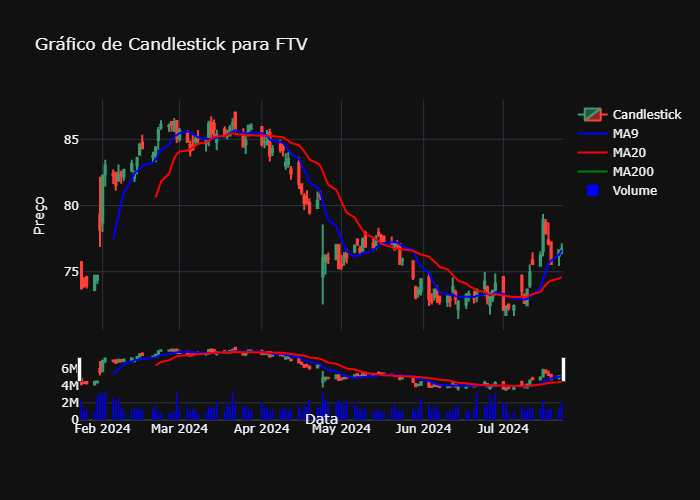 Gráfico de Candlestick para FTV
Candlestick
MA9
MA20
MA200
Volume
Preço
85
80
75
6M
4M
2M
0
Data
Feb 2024
Mar 2024
Apr 2024
May 2024
Jun 2024
Jul 2024